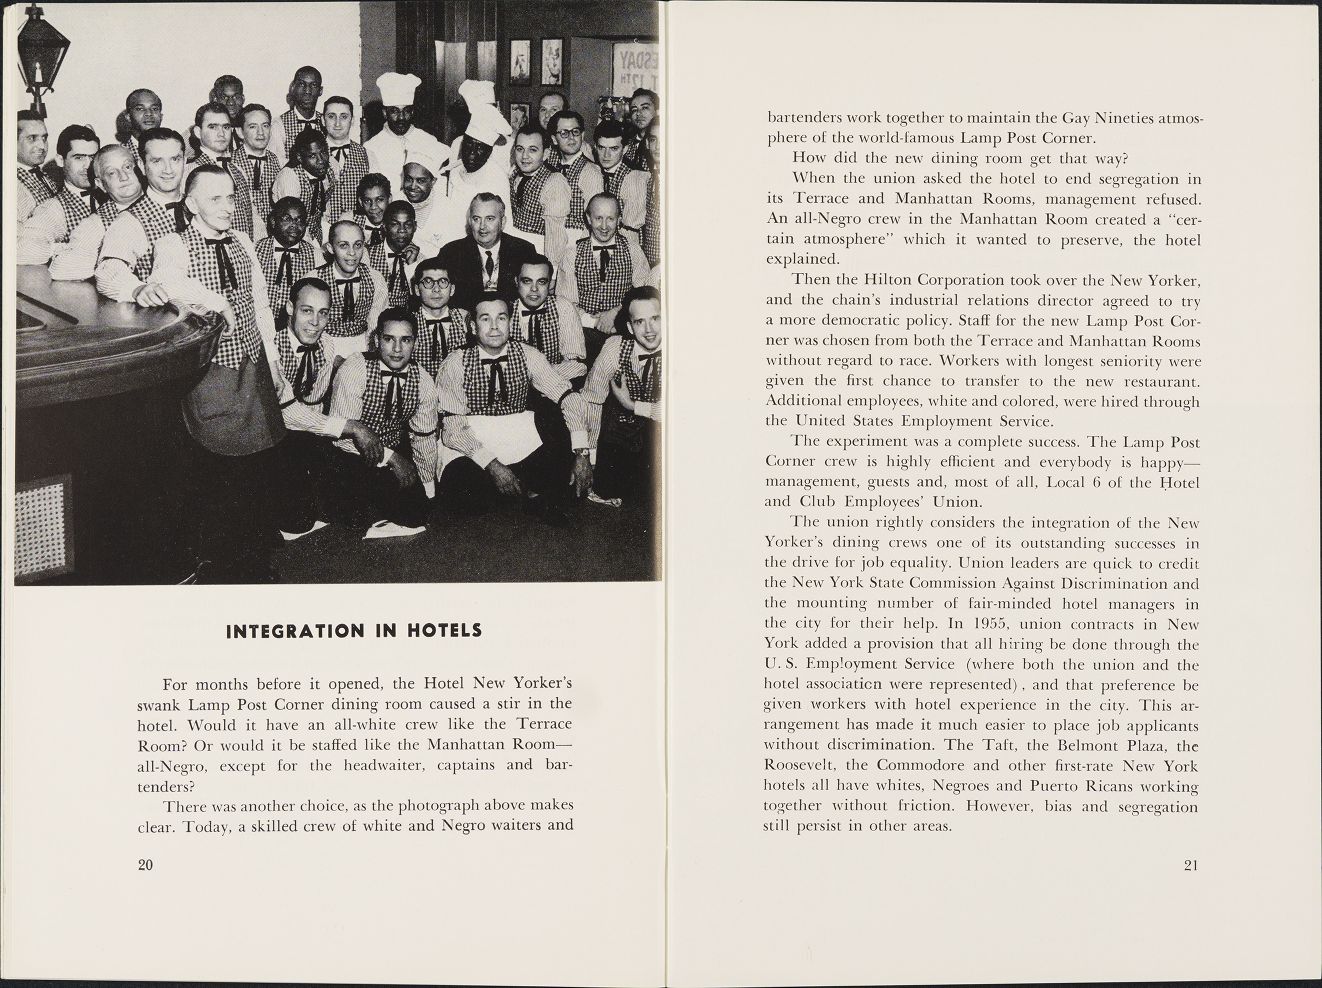 ESDAY
T 17TH
INTEGRATION IN HOTELS
For months before it opened, the Hotel New Yorker's
swank Lamp Post Corner dining room caused a stir in the
hotel. Would it have an all-white crew like the Terrace
Room? Or would it be staffed like the Manhattan Room—
all-Negro, except for the headwaiter, captains and bar-
tenders?
There was another choice, as the photograph above makes
clear. Today, a skilled crew of white and Negro waiters and
20
bartenders work together to maintain the Gay Nineties atmos-
phere of the world-famous Lamp Post Corner.
How did the new dining room get that way?
When the union asked the hotel to end segregation in
its Terrace and Manhattan Rooms, management refused.
An all-Negro crew in the Manhattan Room created a "cer-
tain atmosphere" which it wanted to preserve, the hotel
explained.
Then the Hilton Corporation took over the New Yorker,
and the chain's industrial relations director agreed to try
a more democratic policy. Staff for the new Lamp Post Cor-
ner was chosen from both the Terrace and Manhattan Rooms
without regard to race. Workers with longest seniority were
given the first chance to transfer to the new restaurant.
Additional employees, white and colored, were hired through
the United States Employment Service.
The experiment was a complete success. The Lamp Post
Corner crew is highly efficient and everybody is happy—
management, guests and, most of all, Local 6 of the Hotel
and Club Employees' Union.
The union rightly considers the integration of the New
Yorker's dining crews one of its outstanding successes in
the drive for job equality. Union leaders are quick to credit
the New York State Commission Against Discrimination and
the mounting number of fair-minded hotel managers in
the city for their help. In 1955, union contracts in New
York added a provision that all hiring be done through the
U. S. Employment Service (where both the union and the
hotel association were represented), and that preference be
given workers with hotel experience in the city. This ar-
rangement has made it much easier to place job applicants
without discrimination. The Taft, the Belmont Plaza, the
Roosevelt, the Commodore and other first-rate New York
hotels all have whites, Negroes and Puerto Ricans working
together without friction. However, bias and segregation
still persist in other areas.
21